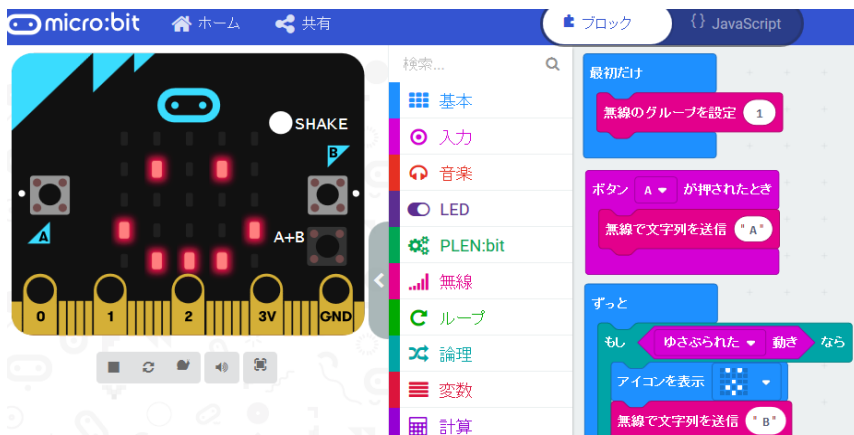 micro:bit ホーム 共有 ブロック {} JavaScript
SHAKE
B
A
A+B
0 1 2 3V GND
検索...
基本
入力
音楽
LED
PLEN:bit
無線
ループ
論理
変数
計算
最初だけ
無線のグループを設定 1
ボタン A が押されたとき
無線で文字列を送信 "A"
ずっと
もし ゆさぶられた 動き なら
アイコンを表示
無線で文字列を送信 "B"